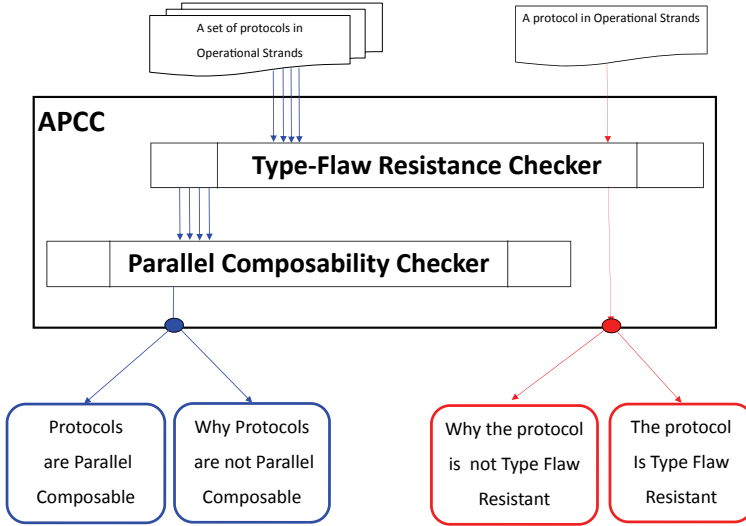 A set of protocols in
Operational Strands
A protocol in Operational Strands
APCC
Type-Flaw Resistance Checker
Parallel Composability Checker
Protocols
are Parallel
Composable
Why Protocols
are not Parallel
Composable
Why the protocol
is not Type Flaw
Resistant
The protocol
Is Type Flaw
Resistant